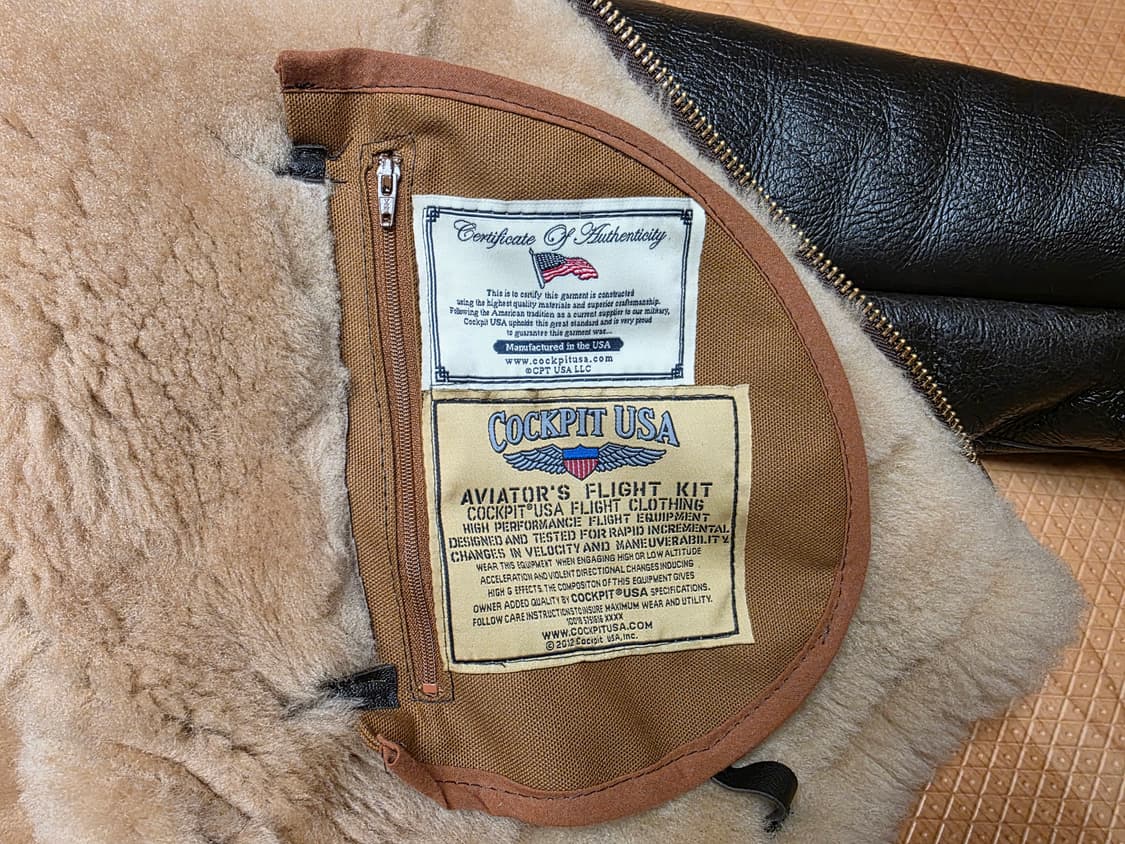 Certificate Of Authenticity
This is to certify this garment is constructed
using the highest quality materials and superior craftsmanship.
Following the American tradition as a current supplier to our military,
Cockpit USA upholds this great standard and is very proud
to guarantee this garment was...
Manufactured in the USA
www.cockpitusa.com
©CPT USA LLC
COCKPIT USA
AVIATOR'S FLIGHT KIT
COCKPIT®USA FLIGHT CLOTHING
HIGH PERFORMANCE FLIGHT EQUIPMENT
DESIGNED AND TESTED FOR RAPID INCREMENTAL
CHANGES IN VELOCITY AND MANEUVERABILITY.
WEAR THIS EQUIPMENT WHEN ENGAGING HIGH OR LOW ALTITUDE
ACCELERATION AND VIOLENT DIRECTIONAL CHANGES INDUCING
HIGH G EFFECTS. THE COMPOSITON OF THIS EQUIPMENT GIVES
OWNER ADDED QUALITY BY COCKPIT®USA SPECIFICATIONS.
FOLLOW CARE INSTRUCTIONS TO INSURE MAXIMUM WEAR AND UTILITY.
XXXX
WWW.COCKPITUSA.COM
©2012 Cockpit USA, Inc.